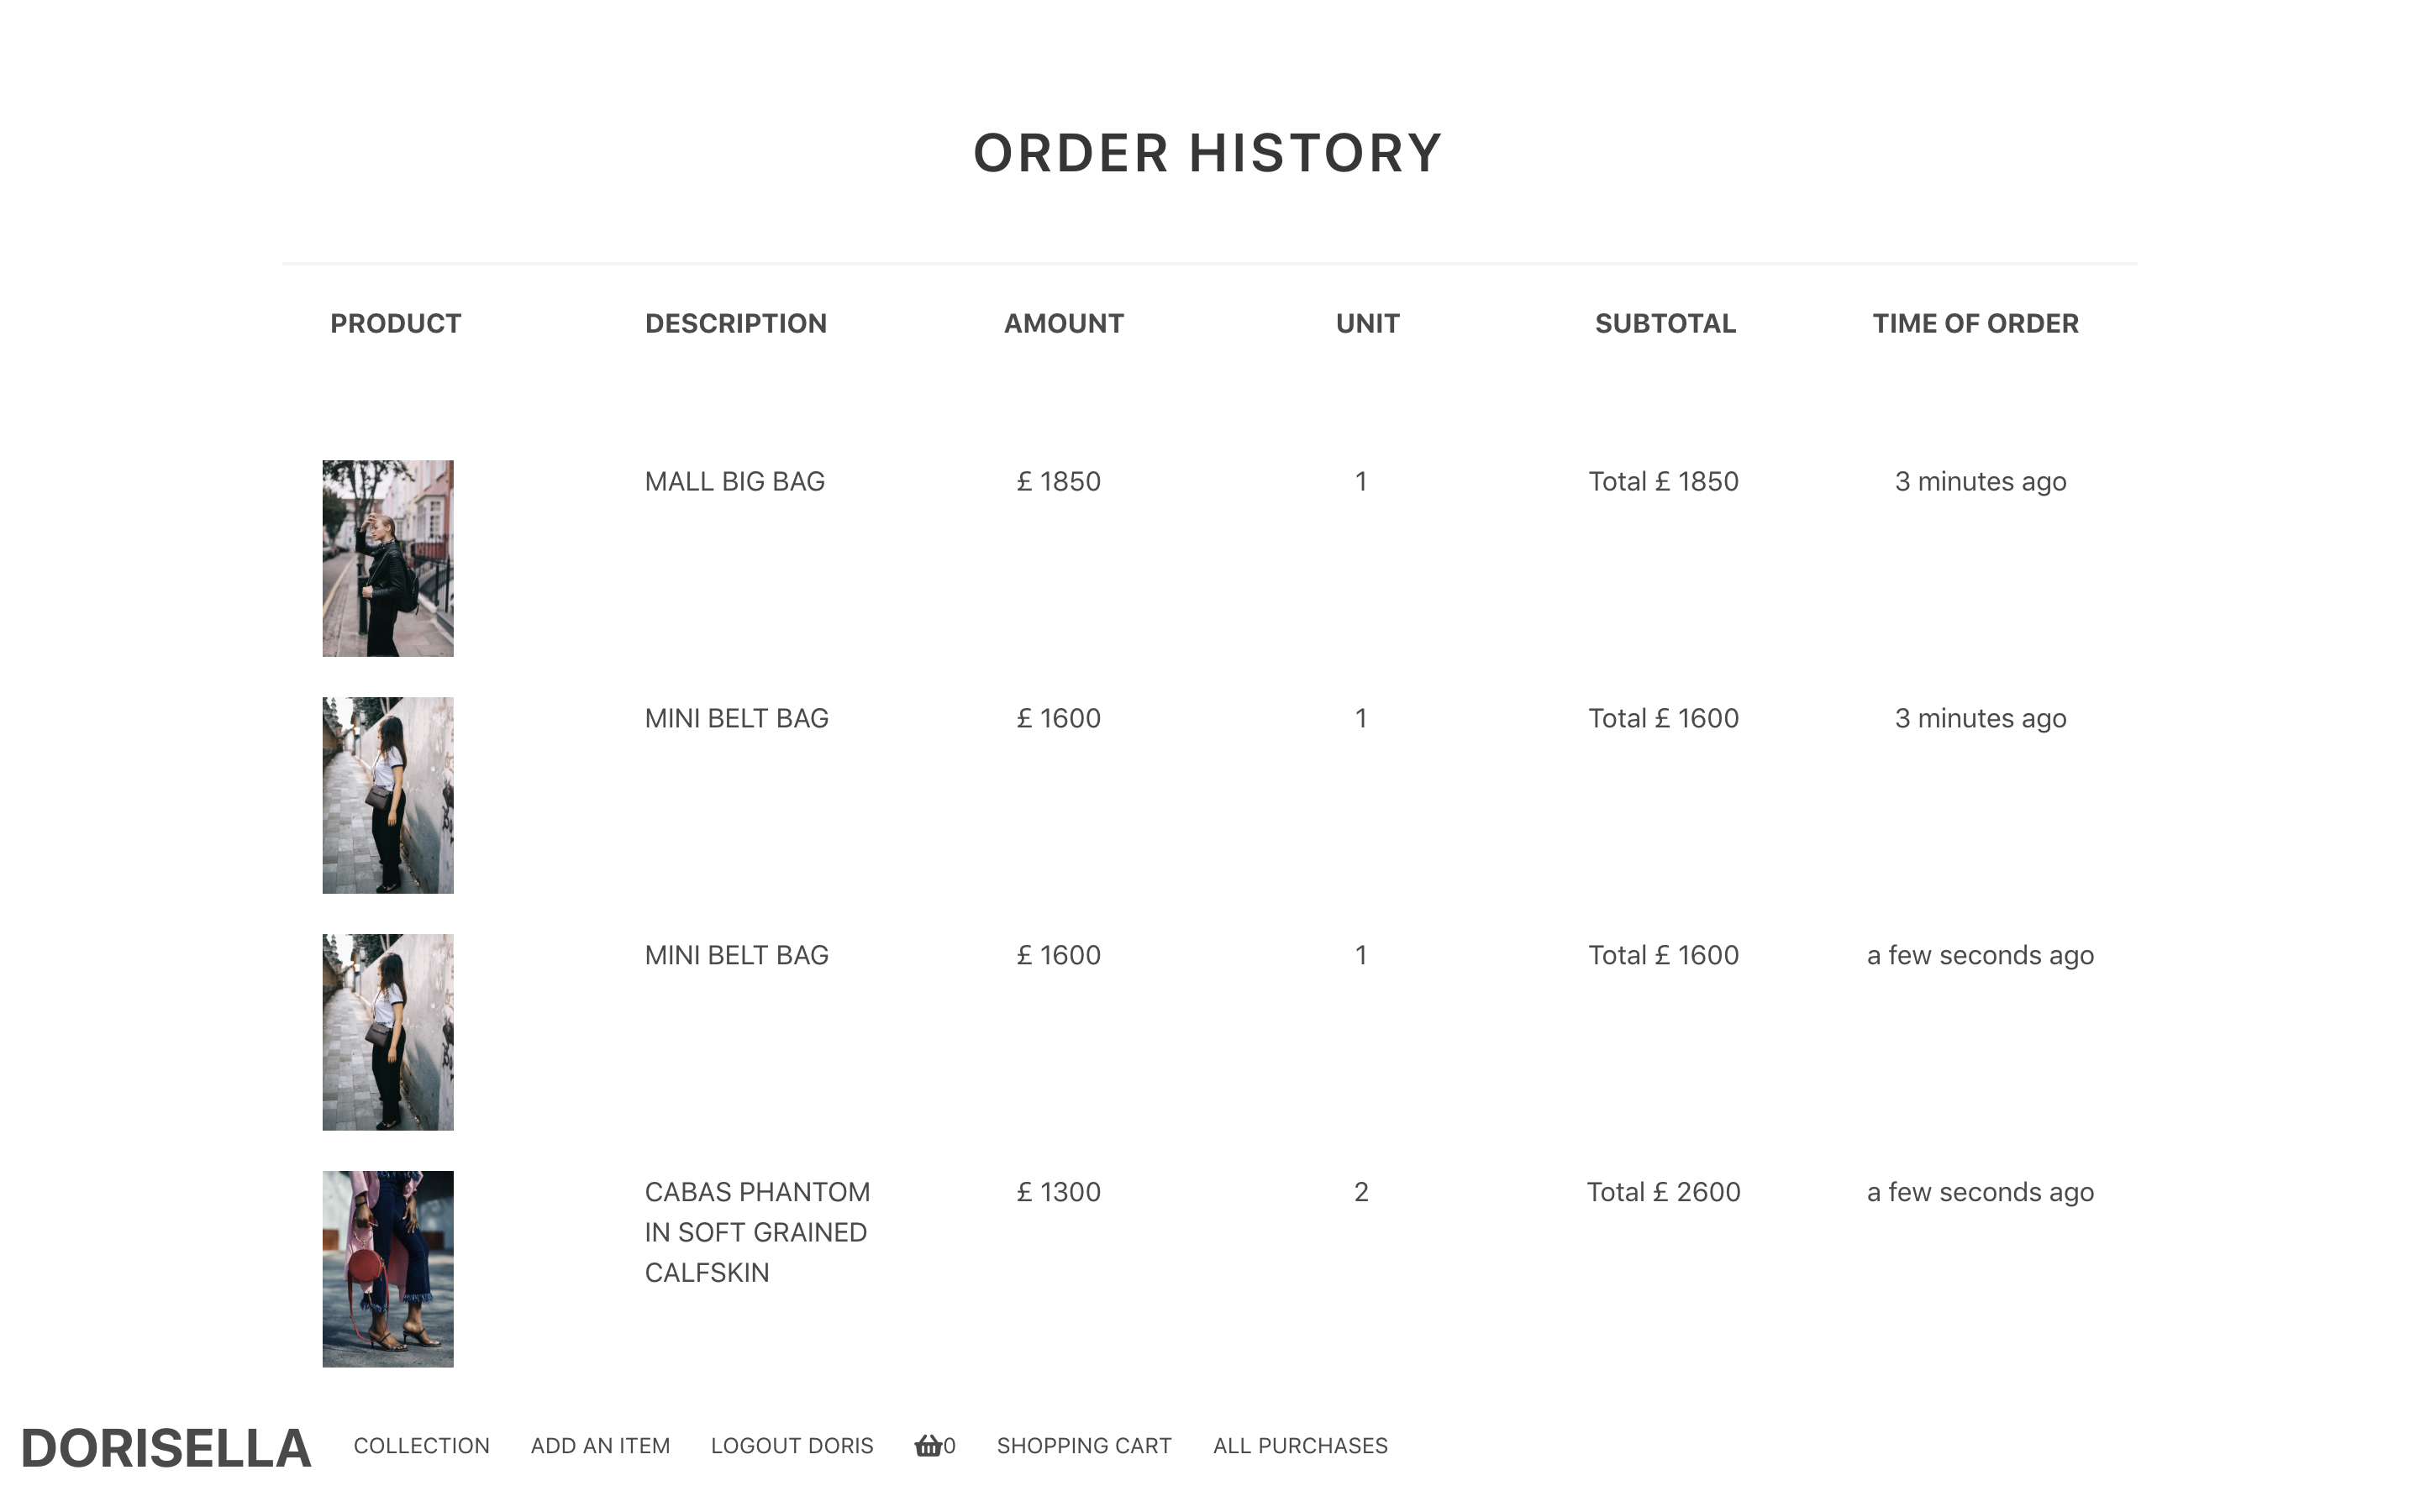 ORDER HISTORY
PRODUCT DESCRIPTION AMOUNT UNIT SUBTOTAL TIME OF ORDER
MALL BIG BAG £ 1850 1 Total £ 1850 3 minutes ago
MINI BELT BAG £ 1600 1 Total £ 1600 3 minutes ago
MINI BELT BAG £ 1600 1 Total £ 1600 a few seconds ago
CABAS PHANTOM £ 1300 2 Total £ 2600 a few seconds ago
IN SOFT GRAINED
CALFSKIN
DORISELLA COLLECTION ADD AN ITEM LOGOUT DORIS 0 SHOPPING CART ALL PURCHASES